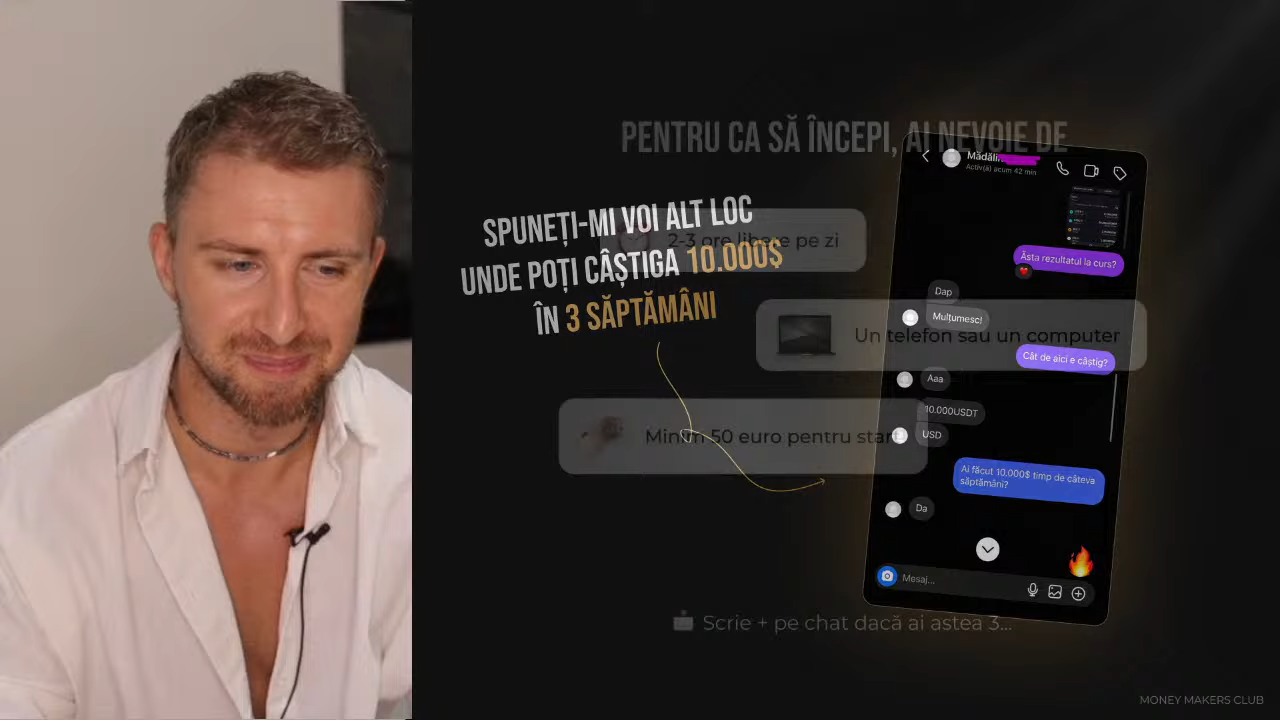 PENTRU CA SĂ ÎNCEPI, AI NEVOIE DE
SPUNEȚI-MI VOI ALT LOC
UNDE POȚI CÂȘTIGA 10.000$
ÎN 3 SĂPTĂMÂNI
2-3 ore libere pe zi
Un telefon sau un computer
Minim 50 euro pentru start
Scrie + pe chat dacă ai astea 3...
Mădălin
Activ(ă) acum 42 min
Ăsta rezultatul la curs?
Dap
Mulțumesc!
Cât de aici e câștig?
Aaa
10.000USDT
USD
Ai făcut 10,000$ timp de câteva
săptămâni?
Da
Mesaj...
MONEY MAKERS CLUB